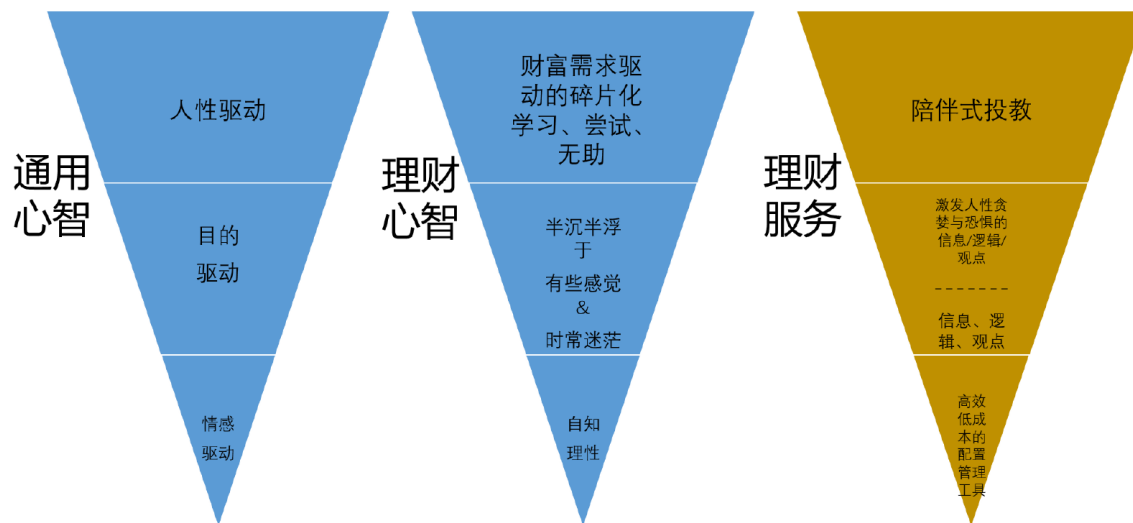 通用
心智
人性驱动
目的
驱动
情感
驱动
理财
心智
财富需求驱
动的碎片化
学习、尝试、
无助
半沉半浮
于
有些感觉
&
时常迷茫
自知
理性
理财
服务
陪伴式投教
激发人性贪
婪与恐惧的
信息/逻辑/
观点
信息、逻
辑、观点
高效
低成
本的
配置
管理
工具